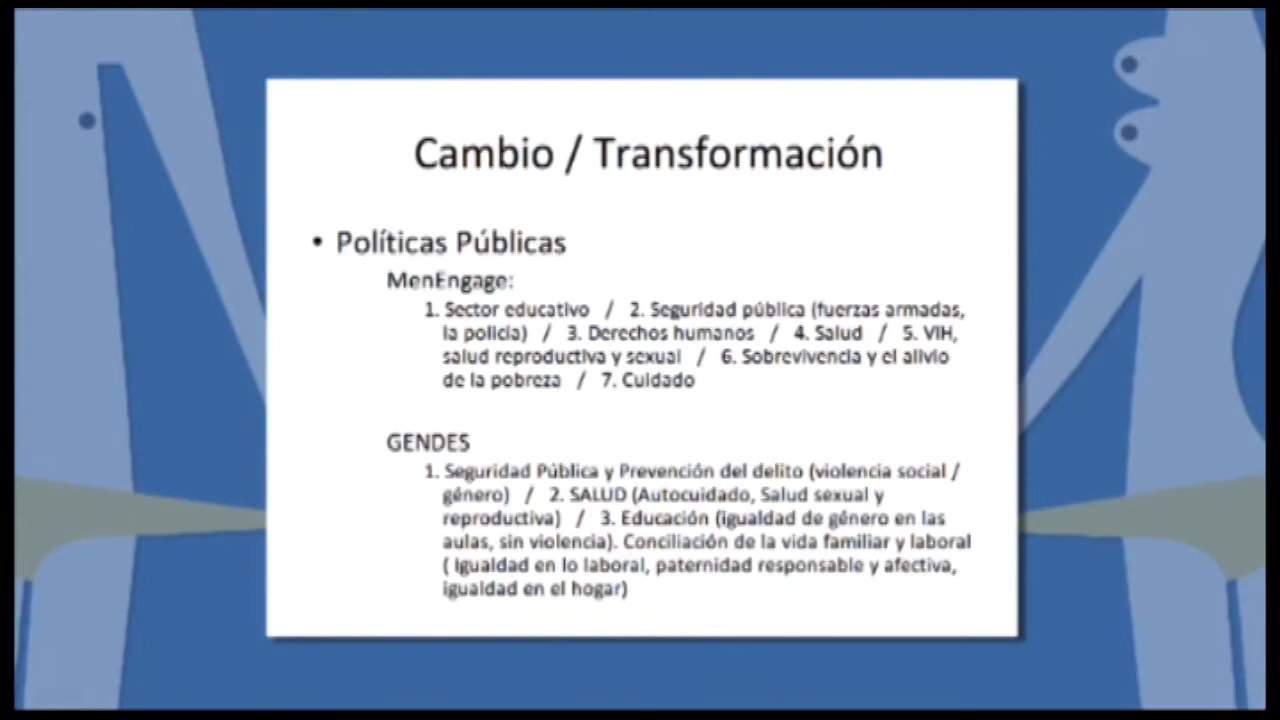 Cambio / Transformación
• Políticas Públicas
MenEngage:
1. Sector educativo / 2. Seguridad pública (fuerzas armadas,
la policía) / 3. Derechos humanos / 4. Salud / 5. VIH,
salud reproductiva y sexual / 6. Sobrevivencia y el alivio
de la pobreza / 7. Cuidado
GENDES
1. Seguridad Pública y Prevención del delito (violencia social /
género) / 2. SALUD (Autocuidado, Salud sexual y
reproductiva) / 3. Educación (igualdad de género en las
aulas, sin violencia). Conciliación de la vida familiar y laboral
( Igualdad en lo laboral, paternidad responsable y afectiva,
igualdad en el hogar)